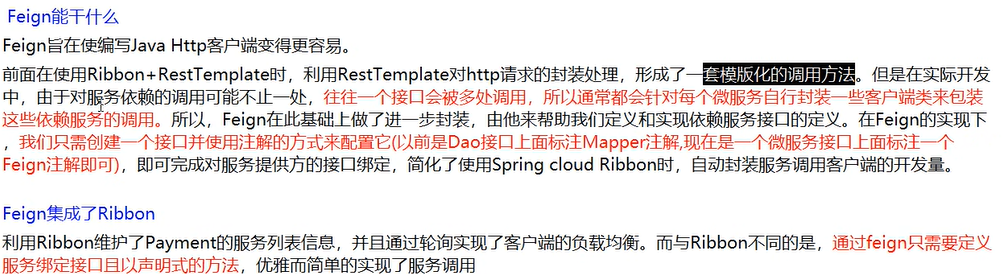 Feign能干什么
Feign旨在使编写Java Http客户端变得更容易。
前面在使用Ribbon+RestTemplate时，利用RestTemplate对http请求的封装处理，形成了一套模版化的调用方法。但是在实际开发
中，由于对服务依赖的调用可能不止一处，往往一个接口会被多处调用，所以通常都会针对每个微服务自行封装一些客户端类来包装
这些依赖服务的调用。所以，Feign在此基础上做了进一步封装，由他来帮助我们定义和实现依赖服务接口的定义。在Feign的实现下
，我们只需创建一个接口并使用注解的方式来配置它(以前是Dao接口上面标注Mapper注解,现在是一个微服务接口上面标注一个
Feign注解即可)，即可完成对服务提供方的接口绑定，简化了使用Spring cloud Ribbon时，自动封装服务调用客户端的开发量。
Feign集成了Ribbon
利用Ribbon维护了Payment的服务列表信息，并且通过轮询实现了客户端的负载均衡。而与Ribbon不同的是，通过feign只需要定义
服务绑定接口且以声明式的方法，优雅而简单的实现了服务调用